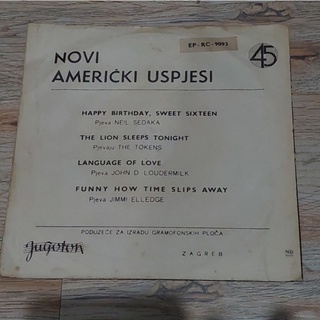 EP-RC-9093
NOVI
AMERIČKI USPJESI
45
HAPPY BIRTHDAY, SWEET SIXTEEN
Pjeva NEIL SEDAKA
THE LION SLEEPS TONIGHT
Pjevaju THE TOKENS
LANGUAGE OF LOVE
Pjeva JOHN D. LOUDERMILK
FUNNY HOW TIME SLIPS AWAY
Pjeva JIMMI ELLEDGE
PODUZEĆE ZA IZRADU GRAMOFONSKIH PLOČA
Jugoton
ZAGREB